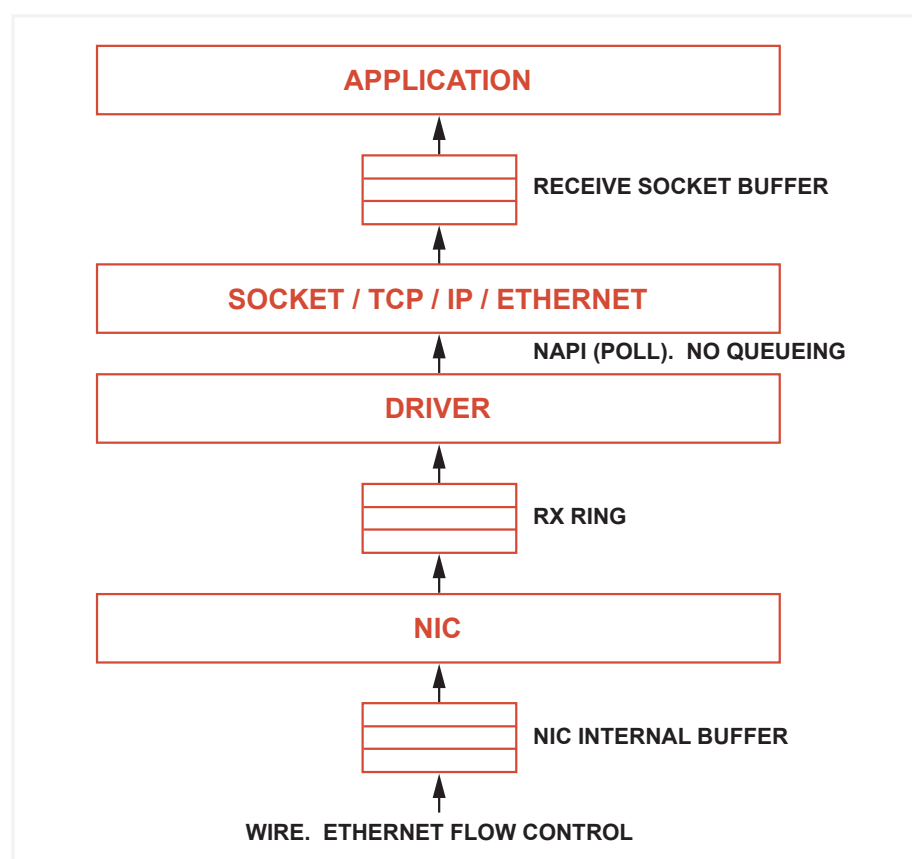 APPLICATION
RECEIVE SOCKET BUFFER
SOCKET / TCP / IP / ETHERNET
NAPI (POLL).  NO QUEUEING
DRIVER
RX RING
NIC
NIC INTERNAL BUFFER
WIRE.  ETHERNET FLOW CONTROL